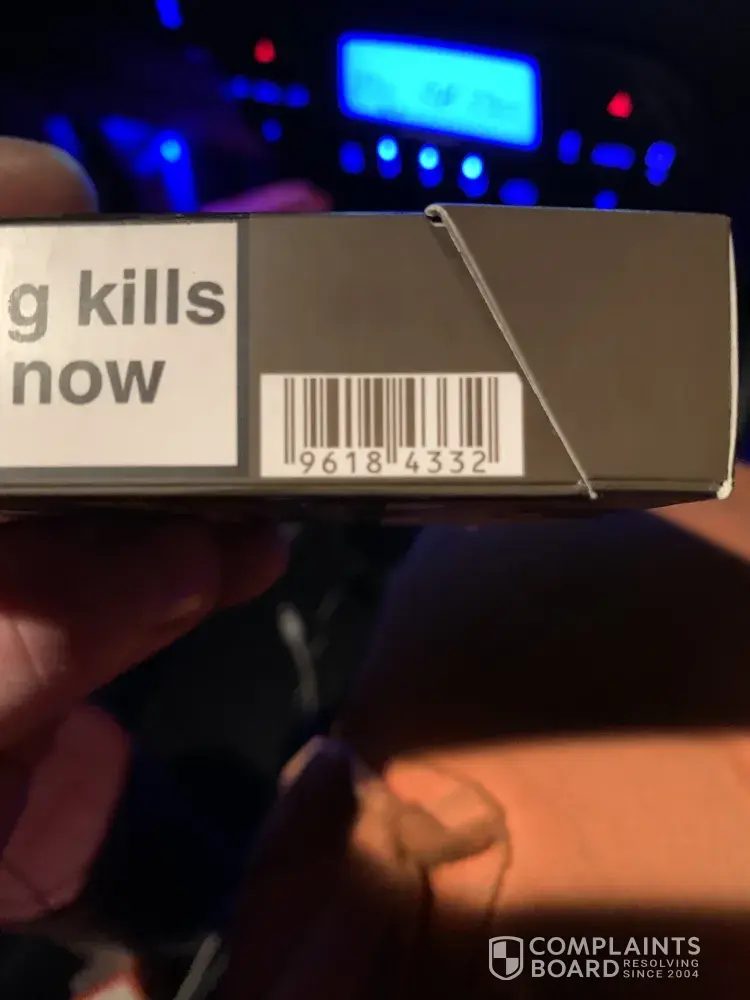 g kills
now
9618 4332
COMPLAINTS
BOARD RESOLVING
SINCE 2004